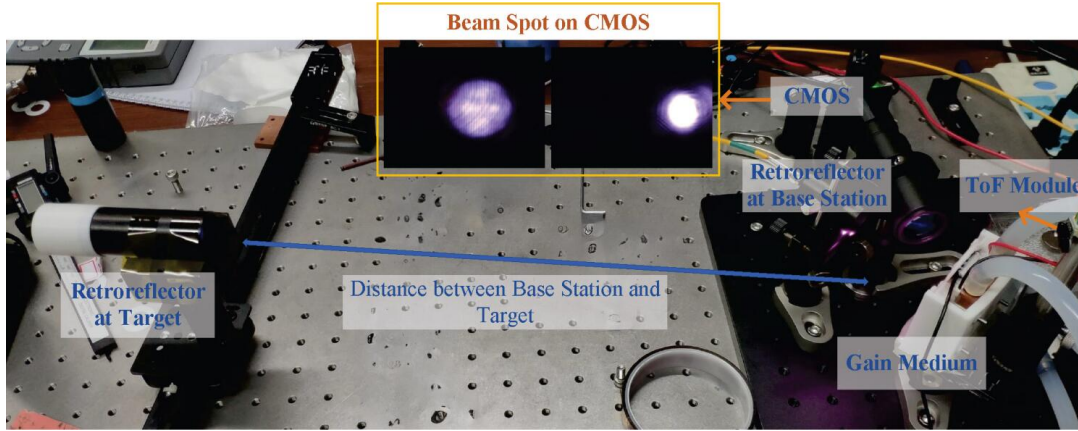 Beam Spot on CMOS
CMOS
Retroreflector
at Base Station
ToF Module
Retroreflector
at Target
Distance between Base Station and
Target
Gain Medium